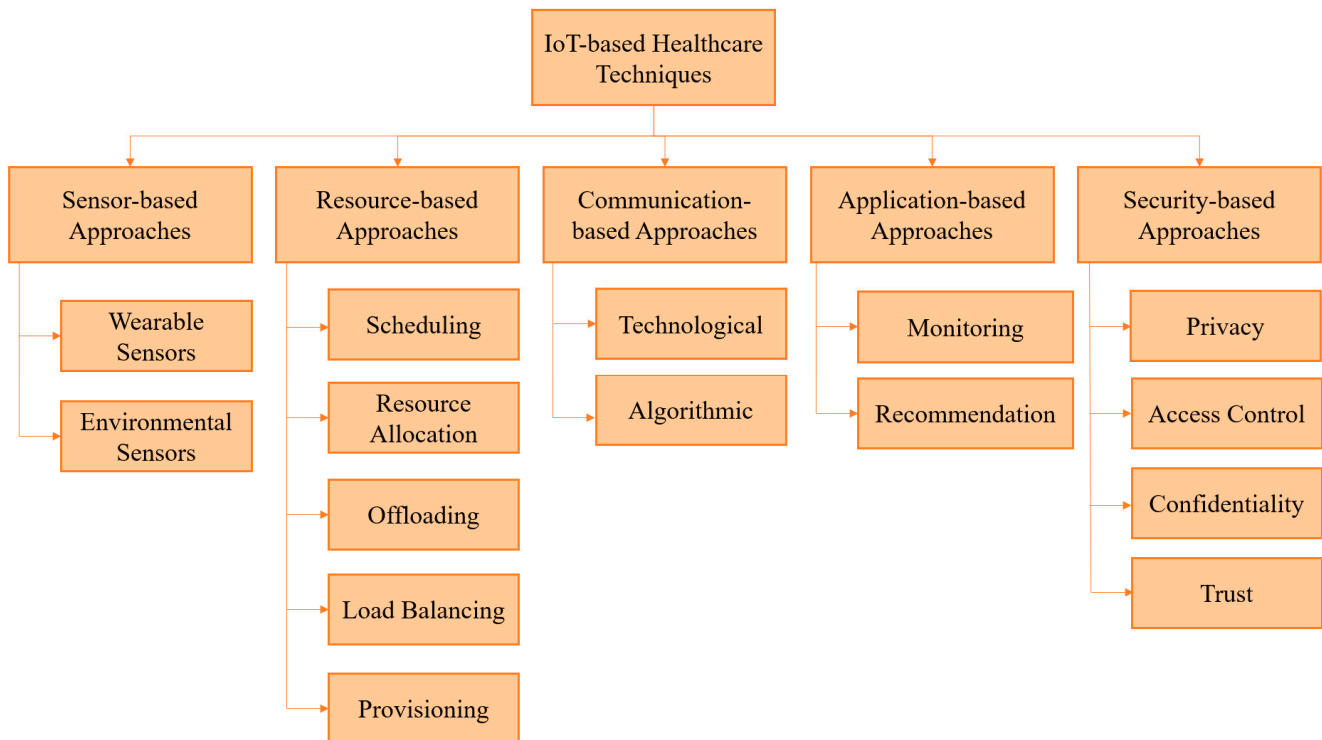 IoT-based Healthcare
Techniques
Sensor-based
Approaches
Wearable
Sensors
Environmental
Sensors
Resource-based
Approaches
Scheduling
Resource
Allocation
Offloading
Load Balancing
Provisioning
Communication-
based Approaches
Technological
Algorithmic
Application-based
Approaches
Monitoring
Recommendation
Security-based
Approaches
Privacy
Access Control
Confidentiality
Trust